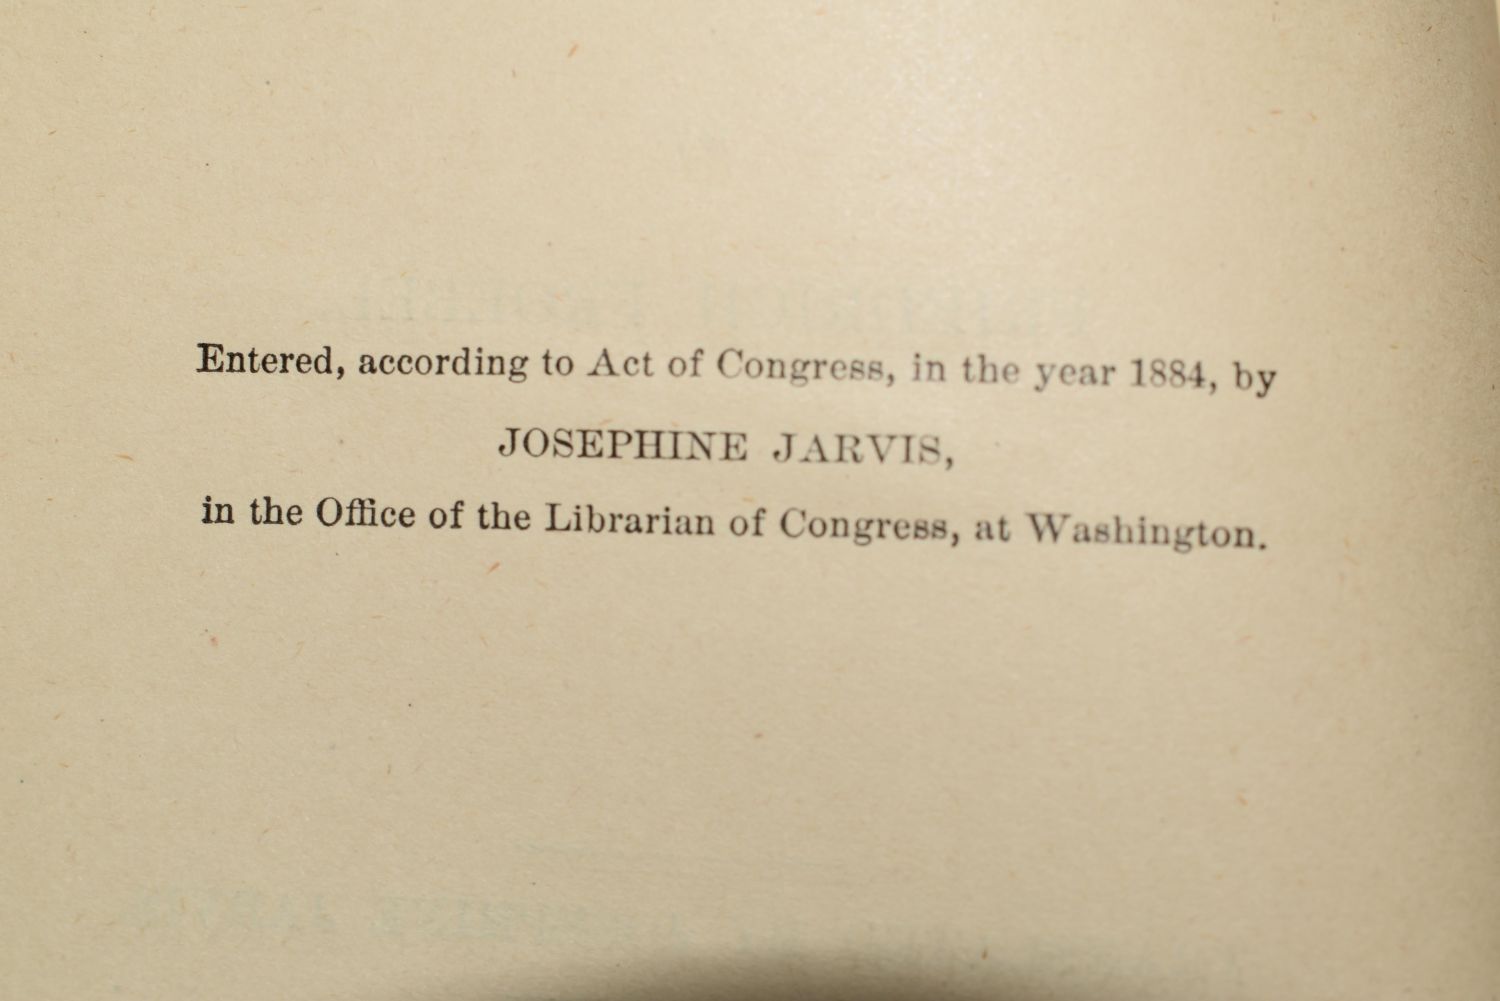 Entered, according to Act of Congress, in the year 1884, by
JOSEPHINE JARVIS,
in the Office of the Librarian of Congress, at Washington.